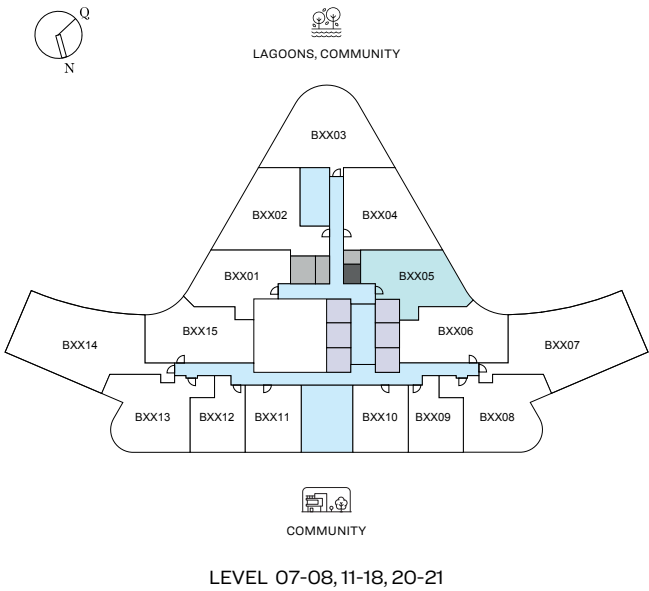 Q
N
LAGOONS, COMMUNITY
BXX03
BXX02
BXX04
BXX01
BXX05
BXX14
BXX15
BXX06
BXX07
BXX13
BXX12
BXX11
BXX10
BXX09
BXX08
COMMUNITY
LEVEL 07-08, 11-18, 20-21